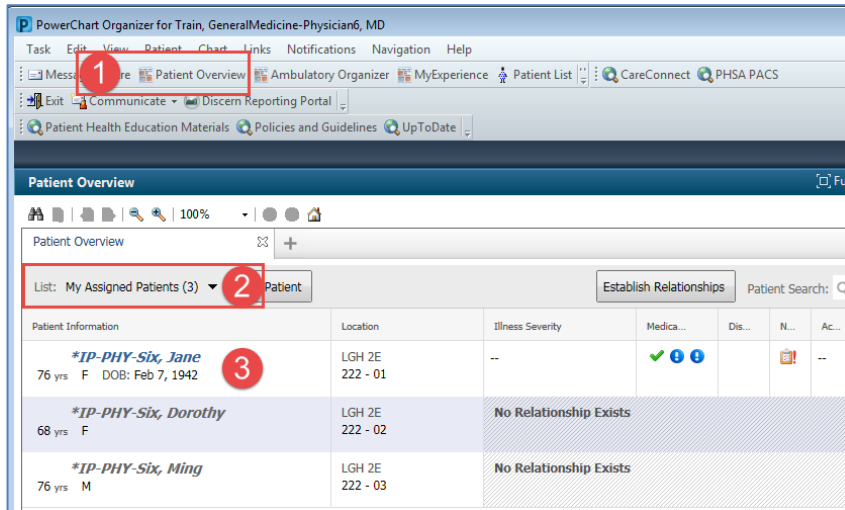 PowerChart Organizer for Train, GeneralMedicine-Physician6, MD
Task Edit View Patient Chart Links Notifications Navigation Help
1 Patient Overview Ambulatory Organizer MyExperience Patient List CareConnect PHSA PACS
Exit Communicate Discern Reporting Portal
Patient Health Education Materials Policies and Guidelines UpToDate
Patient Overview
100%
Patient Overview
List: My Assigned Patients (3) 2 Patient Establish Relationships Patient Search:
Patient Information Location Illness Severity Medica... Dis... N... Ac...
*IP-PHY-Six, Jane LGH 2E -- --
76 yrs F DOB: Feb 7, 1942 3 222 - 01
*IP-PHY-Six, Dorothy LGH 2E No Relationship Exists
68 yrs F 222 - 02
*IP-PHY-Six, Ming LGH 2E No Relationship Exists
76 yrs M 222 - 03